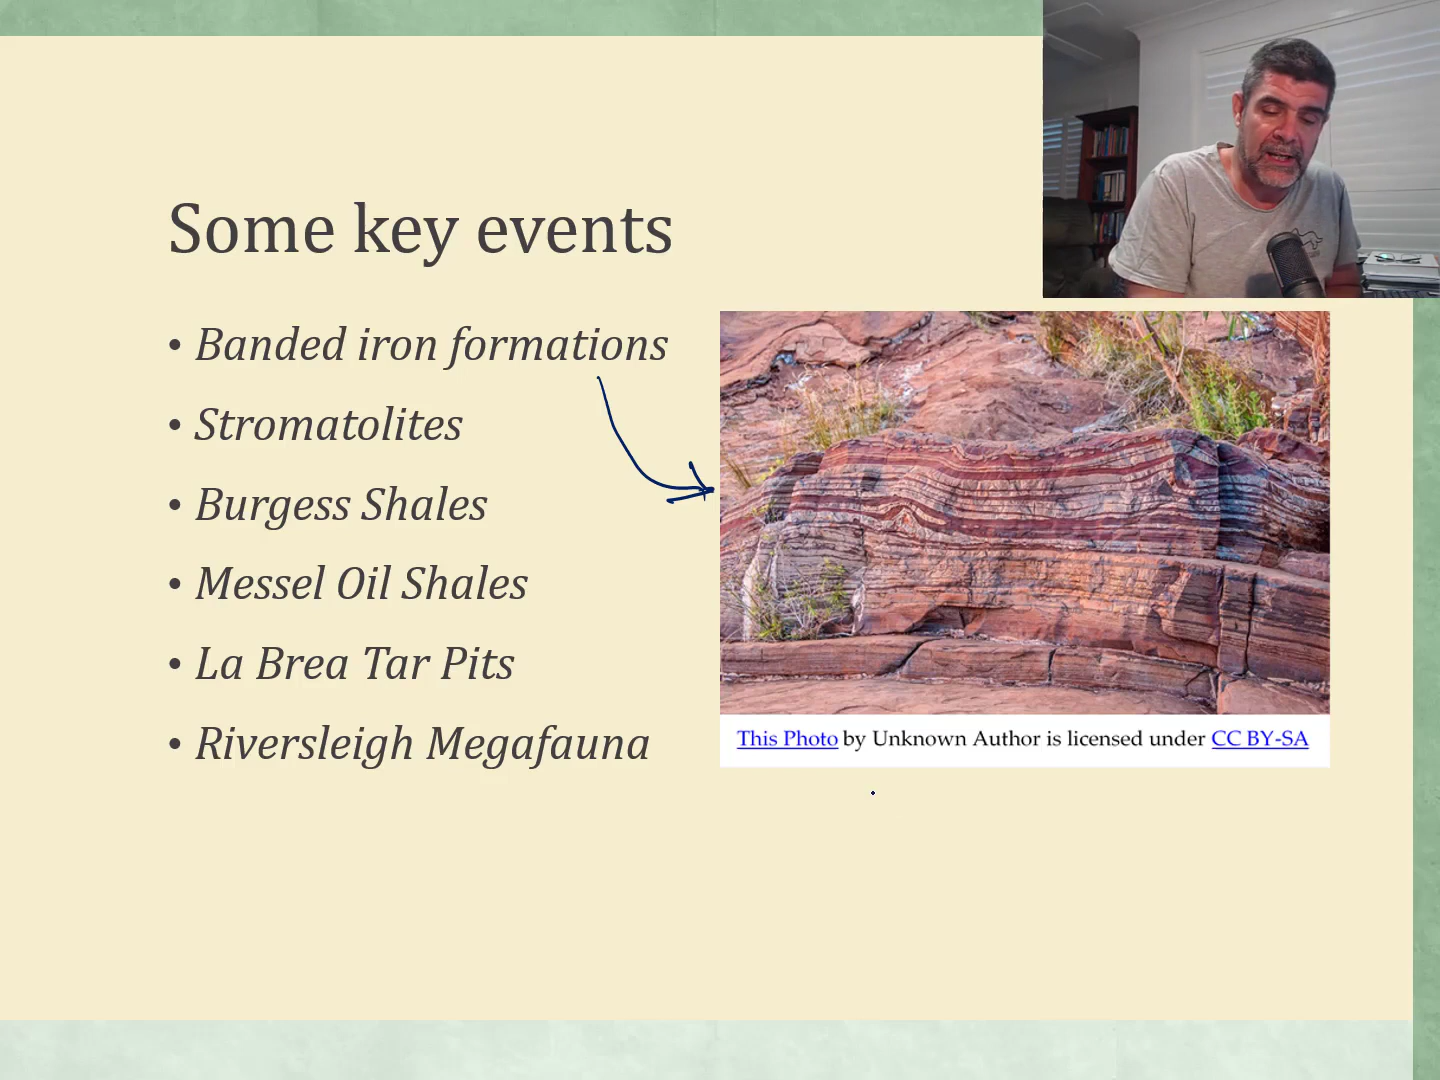 Some key events
• Banded iron formations
• Stromatolites
• Burgess Shales
• Messel Oil Shales
• La Brea Tar Pits
• Riversleigh Megafauna
This Photo by Unknown Author is licensed under CC BY-SA